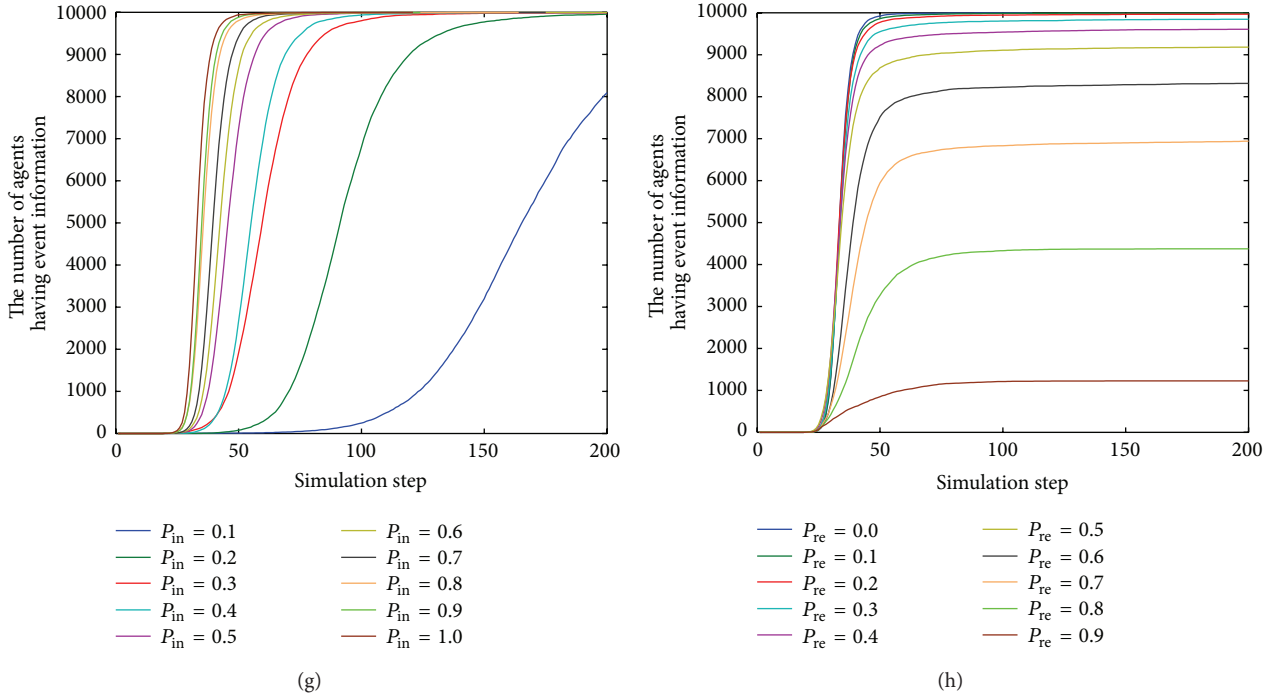 10000
9000
8000
7000
6000
5000
4000
3000
2000
1000
0
The number of agents
having event information
0 50 100 150 200
Simulation step
P_in = 0.1
P_in = 0.2
P_in = 0.3
P_in = 0.4
P_in = 0.5
P_in = 0.6
P_in = 0.7
P_in = 0.8
P_in = 0.9
P_in = 1.0
(g)
10000
9000
8000
7000
6000
5000
4000
3000
2000
1000
0
The number of agents
having event information
0 50 100 150 200
Simulation step
P_re = 0.0
P_re = 0.1
P_re = 0.2
P_re = 0.3
P_re = 0.4
P_re = 0.5
P_re = 0.6
P_re = 0.7
P_re = 0.8
P_re = 0.9
(h)